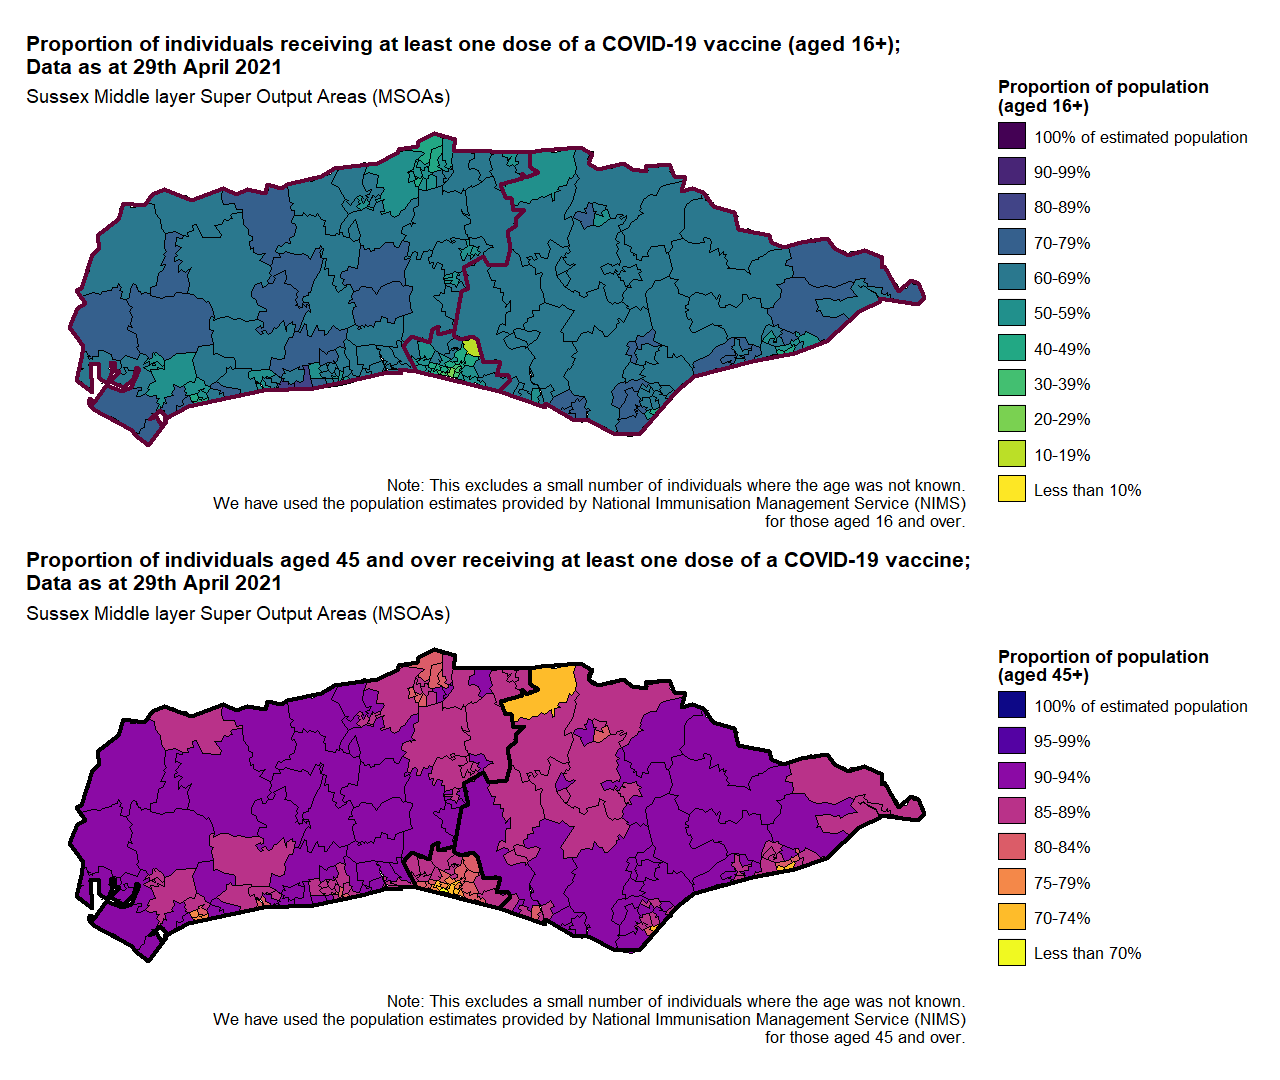 Proportion of individuals receiving at least one dose of a COVID-19 vaccine (aged 16+);
Data as at 29th April 2021
Sussex Middle layer Super Output Areas (MSOAs)
Proportion of population
(aged 16+)
100% of estimated population
90-99%
80-89%
70-79%
60-69%
50-59%
40-49%
30-39%
20-29%
10-19%
Less than 10%
Note: This excludes a small number of individuals where the age was not known.
We have used the population estimates provided by National Immunisation Management Service (NIMS)
for those aged 16 and over.
Proportion of individuals aged 45 and over receiving at least one dose of a COVID-19 vaccine;
Data as at 29th April 2021
Sussex Middle layer Super Output Areas (MSOAs)
Proportion of population
(aged 45+)
100% of estimated population
95-99%
90-94%
85-89%
80-84%
75-79%
70-74%
Less than 70%
Note: This excludes a small number of individuals where the age was not known.
We have used the population estimates provided by National Immunisation Management Service (NIMS)
for those aged 45 and over.